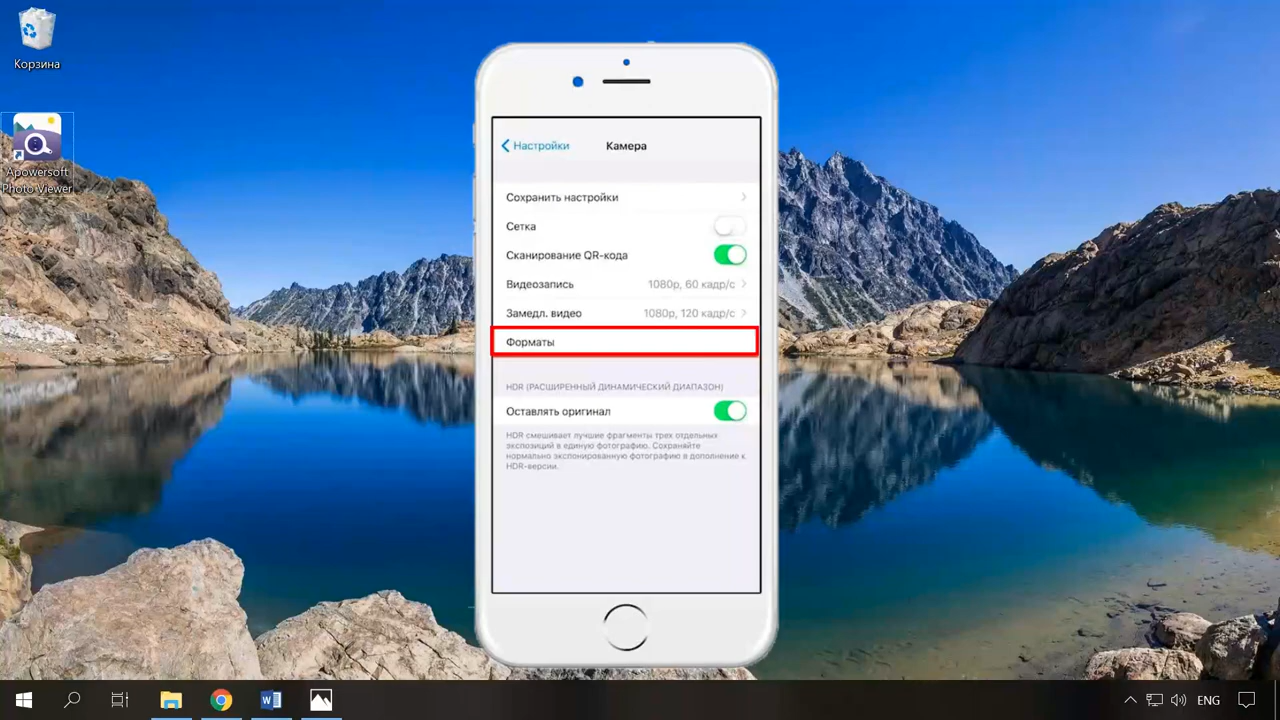 Корзина
Apowersoft
Photo Viewer
Настройки
Камера
Сохранить настройки
Сетка
Сканирование QR-кода
Видеозапись 1080p, 60 кадр/с
Замедл. видео 1080p, 120 кадр/с
Форматы
HDR (РАСШИРЕННЫЙ ДИНАМИЧЕСКИЙ ДИАПАЗОН)
Оставлять оригинал
HDR смешивает лучшие фрагменты трех отдельных
экспозиций в единую фотографию. Сохраняйте
нормально экспонированную фотографию в дополнение к
HDR-версии.
ENG